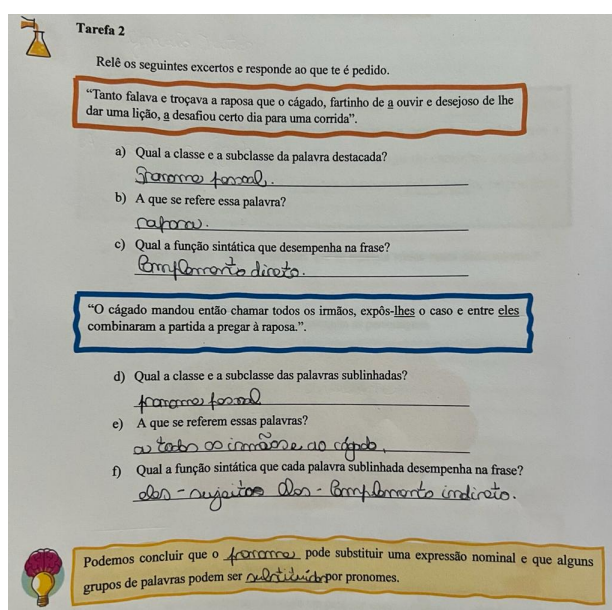 Tarefa 2
Relê os seguintes excertos e responde ao que te é pedido.
“Tanto falava e troçava a raposa que o cágado, fartinho de a ouvir e desejoso de lhe
dar uma lição, a desafiou certo dia para uma corrida”.
a) Qual a classe e a subclasse da palavra destacada?
Pronome pessoal.
b) A que se refere essa palavra?
raposa.
c) Qual a função sintática que desempenha na frase?
Complemento direto.
“O cágado mandou então chamar todos os irmãos, expôs-lhes o caso e entre eles
combinaram a partida a pregar à raposa.”.
d) Qual a classe e a subclasse das palavras sublinhadas?
pronome pessoal
e) A que se referem essas palavras?
a todos os irmãos e ao cágado.
f) Qual a função sintática que cada palavra sublinhada desempenha na frase?
eles - sujeito - Complemento indireto.
Podemos concluir que o pronome pode substituir uma expressão nominal e que alguns
grupos de palavras podem ser substituídos por pronomes.